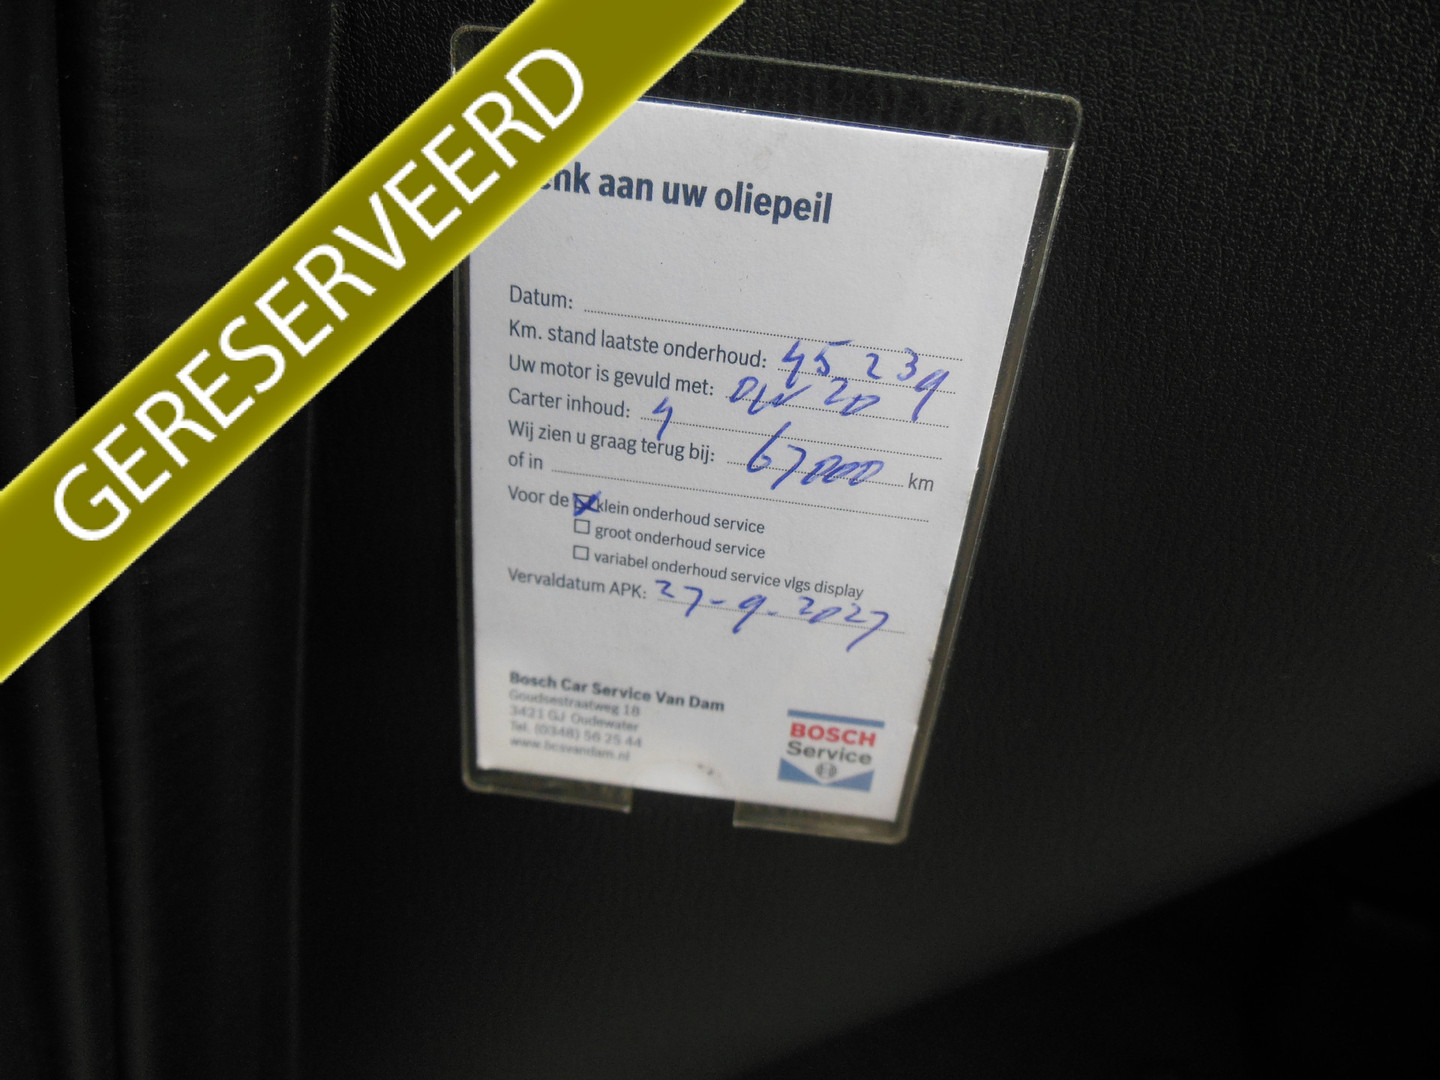 GERESERVEERD
enk aan uw oliepeil
Datum:
Km. stand laatste onderhoud: 45239
Uw motor is gevuld met: 0W20
Carter inhoud: 4
Wij zien u graag terug bij: 67000 km
of in
Voor de ☒ klein onderhoud service
☐ groot onderhoud service
☐ variabel onderhoud service vlgs display
Vervaldatum APK: 27-9-2027
Bosch Car Service Van Dam
Goudsestraatweg 18
3421 GJ Oudewater
Tel. (0348) 56 25 44
www.bcsvandam.nl
BOSCH
Service